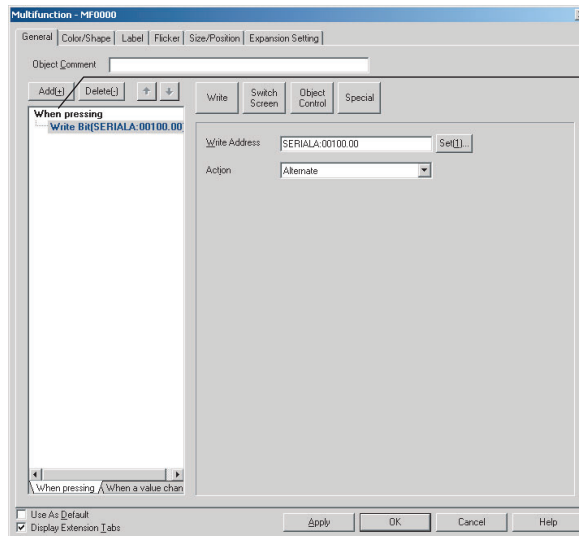 Multifunction - MF0000
General Color/Shape Label Flicker Size/Position Expansion Setting
Object Comment
Add(+) Delete(-) Write Switch Screen Object Control Special
When pressing
Write Bit(SERIALA:00100.00)
Write Address SERIALA:00100.00 Set(1)...
Action Alternate
When pressing When a value chan
Use As Default
Display Extension Tabs
Apply OK Cancel Help